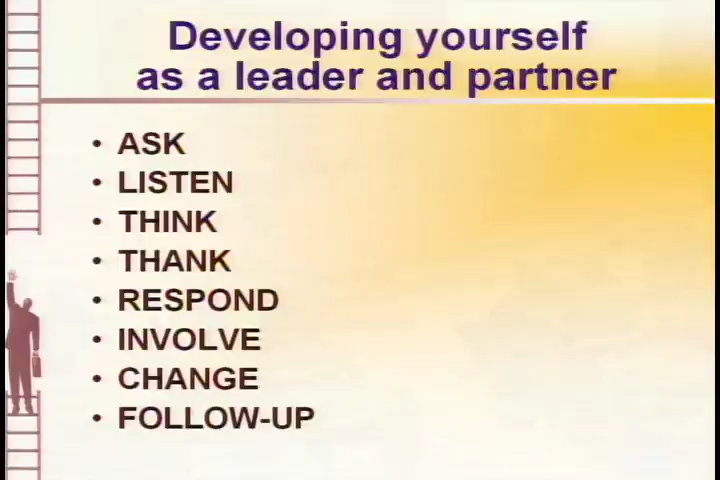 Developing yourself
as a leader and partner
• ASK
• LISTEN
• THINK
• THANK
• RESPOND
• INVOLVE
• CHANGE
• FOLLOW-UP